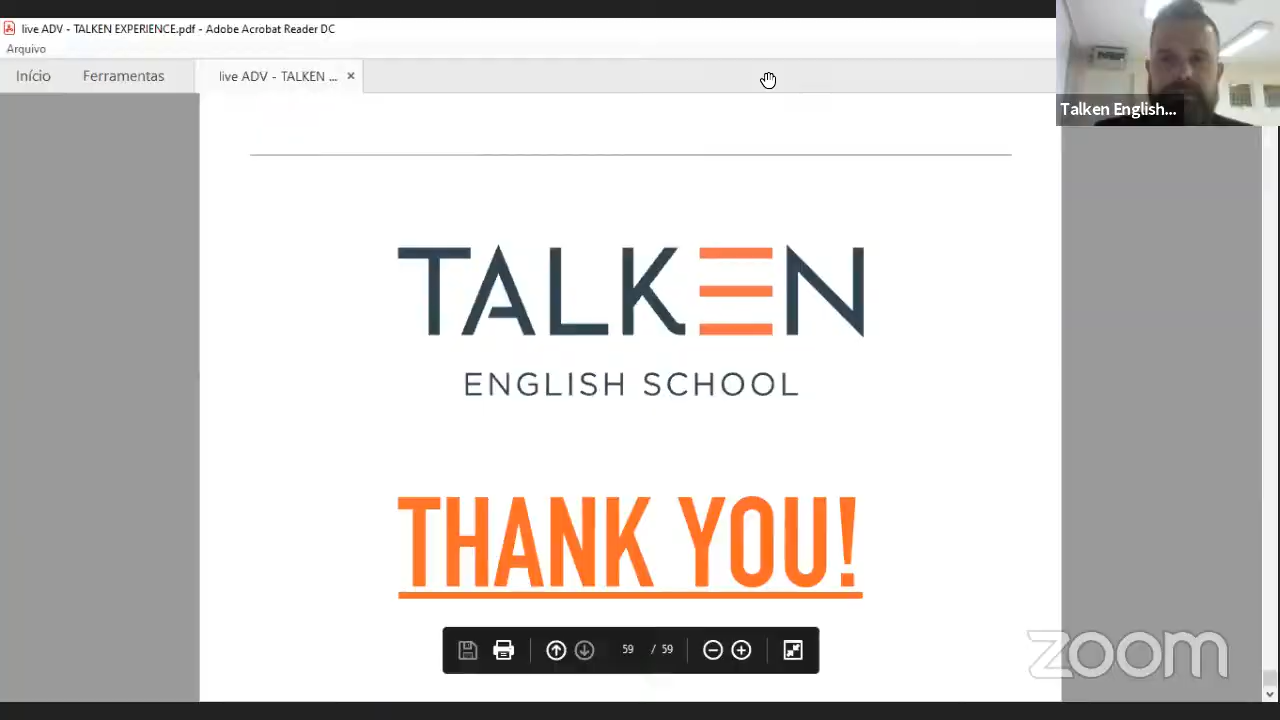 live ADV - TALKEN EXPERIENCE.pdf - Adobe Acrobat Reader DC
Arquivo
Início Ferramentas live ADV - TALKEN ... ×
Talken English...
TALKEN
ENGLISH SCHOOL
THANK YOU!
59 / 59
zoom